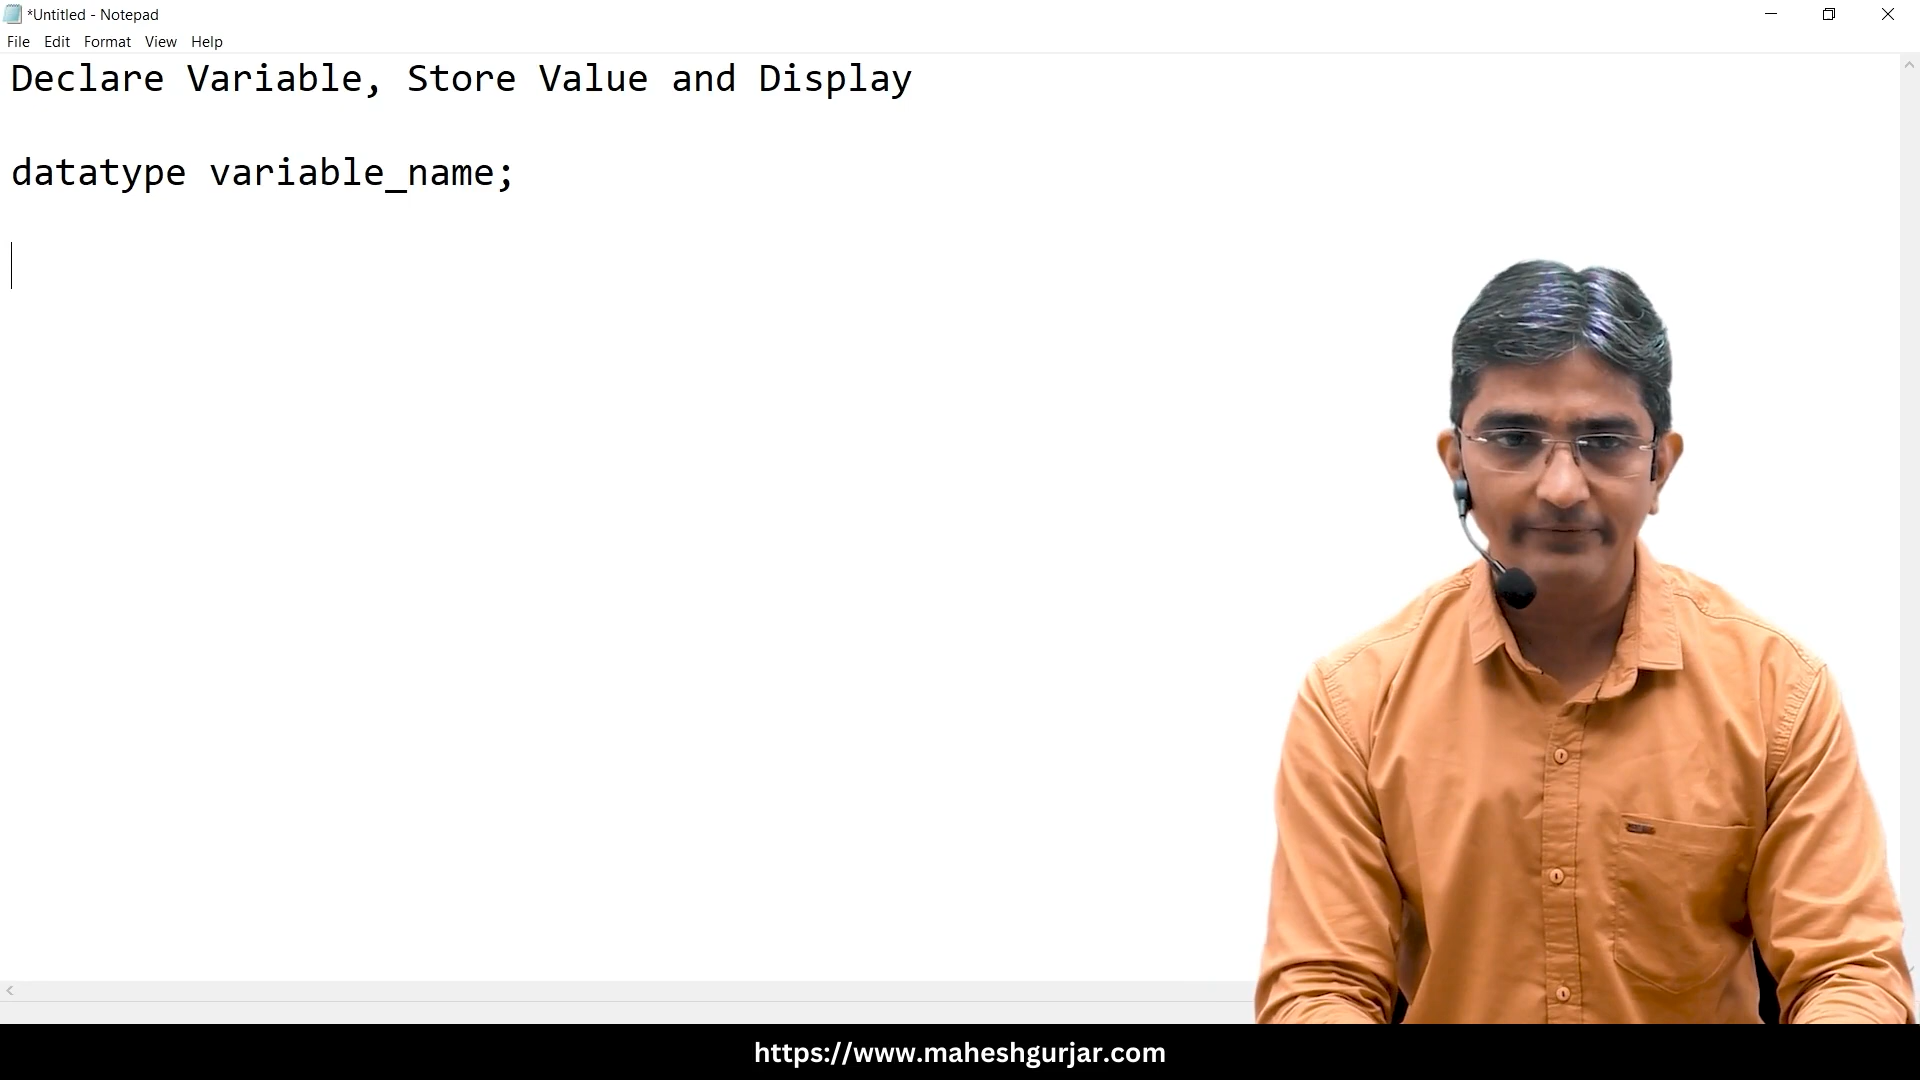 *Untitled - Notepad
File Edit Format View Help
Declare Variable, Store Value and Display
datatype variable_name;
https://www.maheshgurjar.com